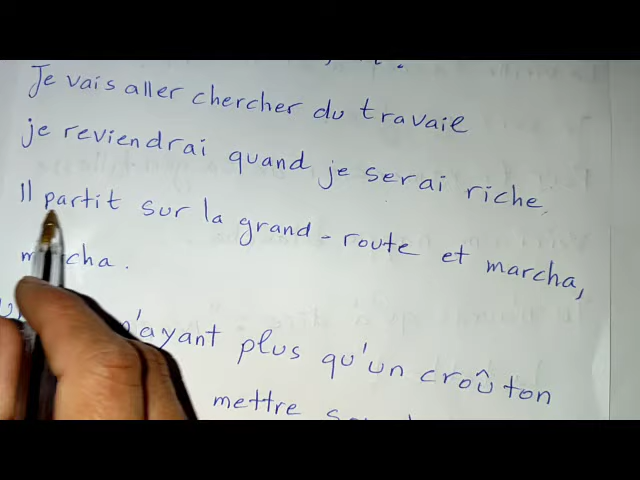 Je vais aller chercher du travail
je reviendrai quand je serai riche
Il partit sur la grand-route et marcha,
marcha.
n'ayant plus qu'un croûton
mettre